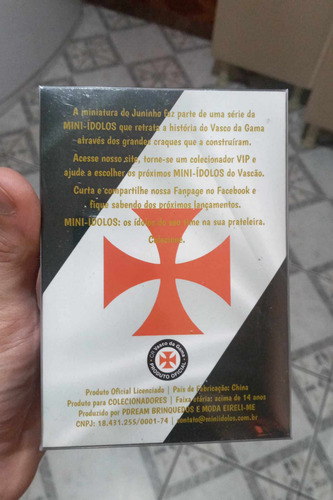 A miniatura do Juninho faz parte de uma série da
MINI-ÍDOLOS que retrata a história do Vasco da Gama
através dos grandes craques que a construíram.
Acesse nosso site, torne-se um colecionador VIP e
ajude a escolher os próximos MINI-ÍDOLOS do Vascão.
Curta e compartilhe nossa Fanpage no Facebook e
fique sabendo dos próximos lançamentos.
MINI-ÍDOLOS: os ídolos do na sua prateleira.
CR Vasco da Gama
PRODUTO OFICIAL
Produto Oficial Licenciado | País de Fabricação: China
Produto para COLECIONADORES | Faixa etária: acima de 14 anos
Produzido por PDREAM BRINQUEDOS E MODA EIRELI-ME
CNPJ: 18.431.255/0001-74 | contato@miniidolos.com.br